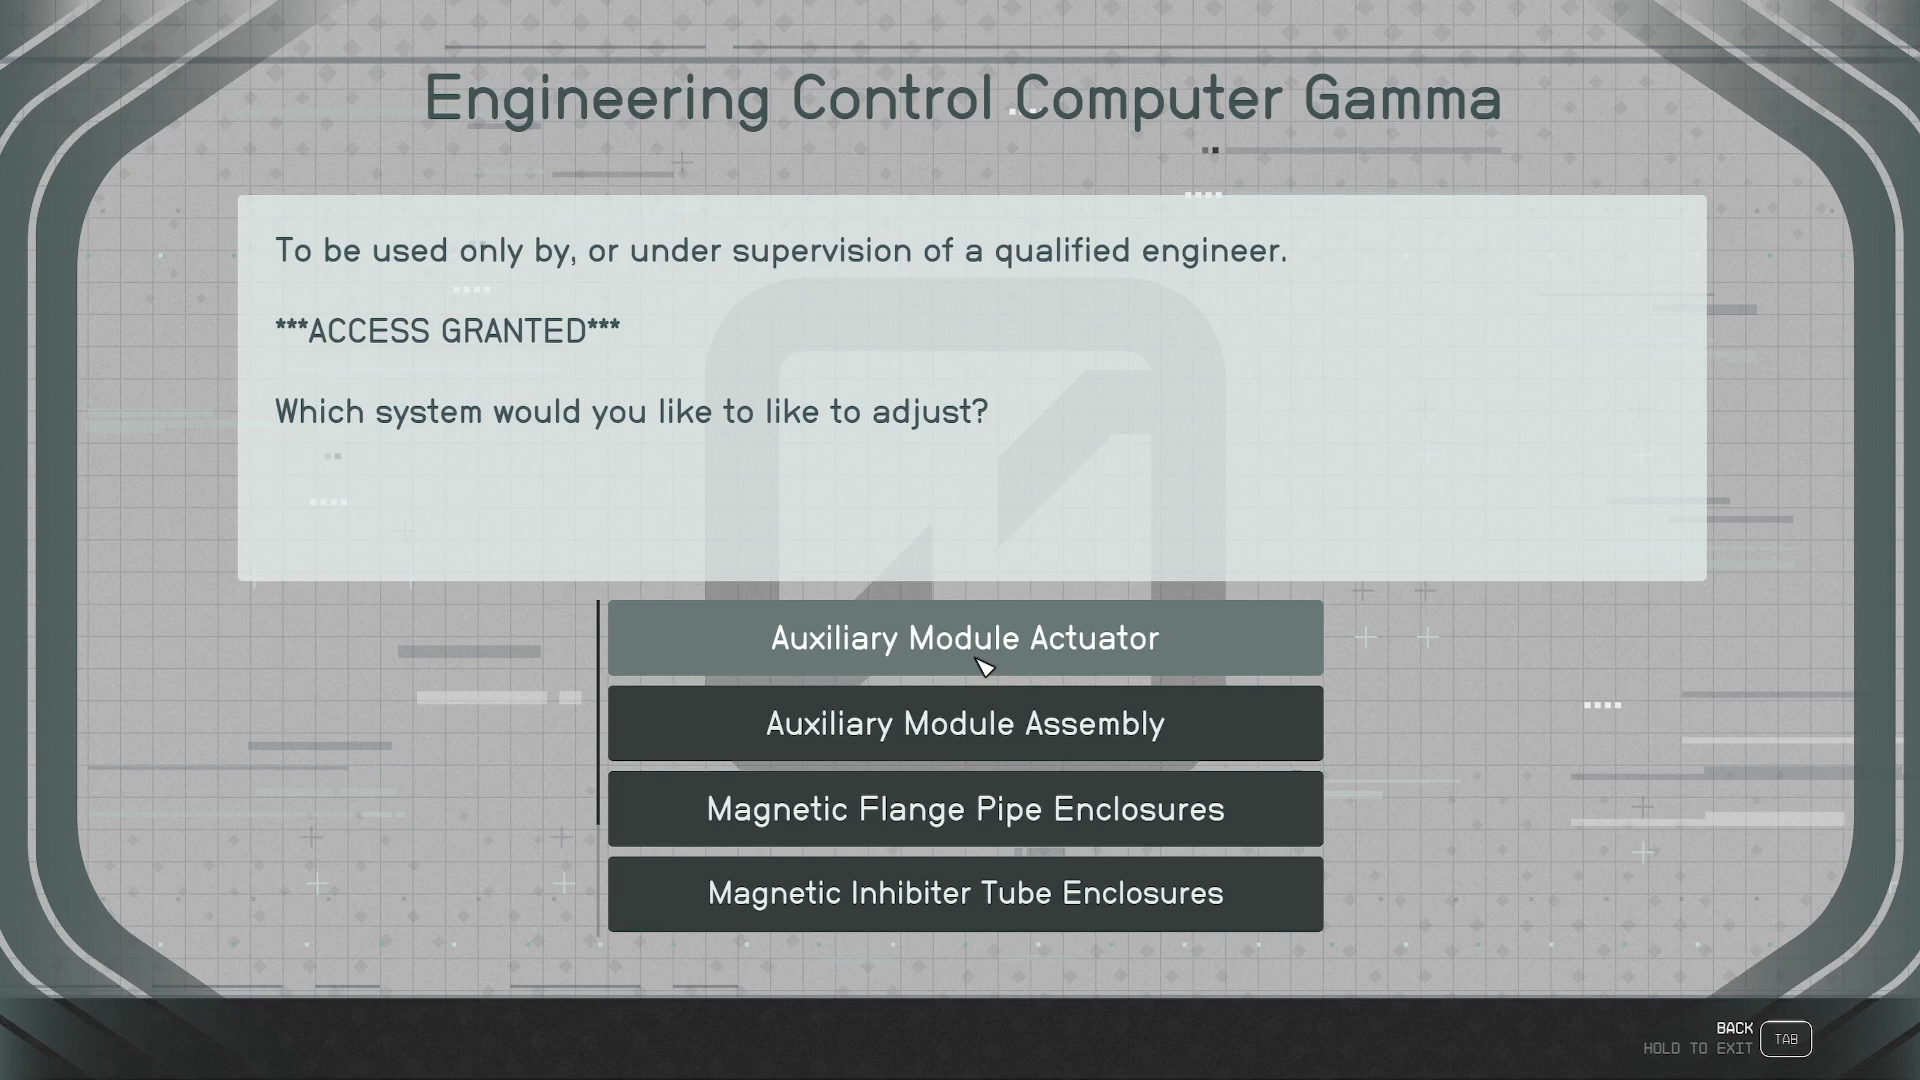 Engineering Control Computer Gamma
To be used only by, or under supervision of a qualified engineer.
***ACCESS GRANTED***
Which system would you like to like to adjust?
Auxiliary Module Actuator
Auxiliary Module Assembly
Magnetic Flange Pipe Enclosures
Magnetic Inhibiter Tube Enclosures
BACK
HOLD TO EXIT
TAB